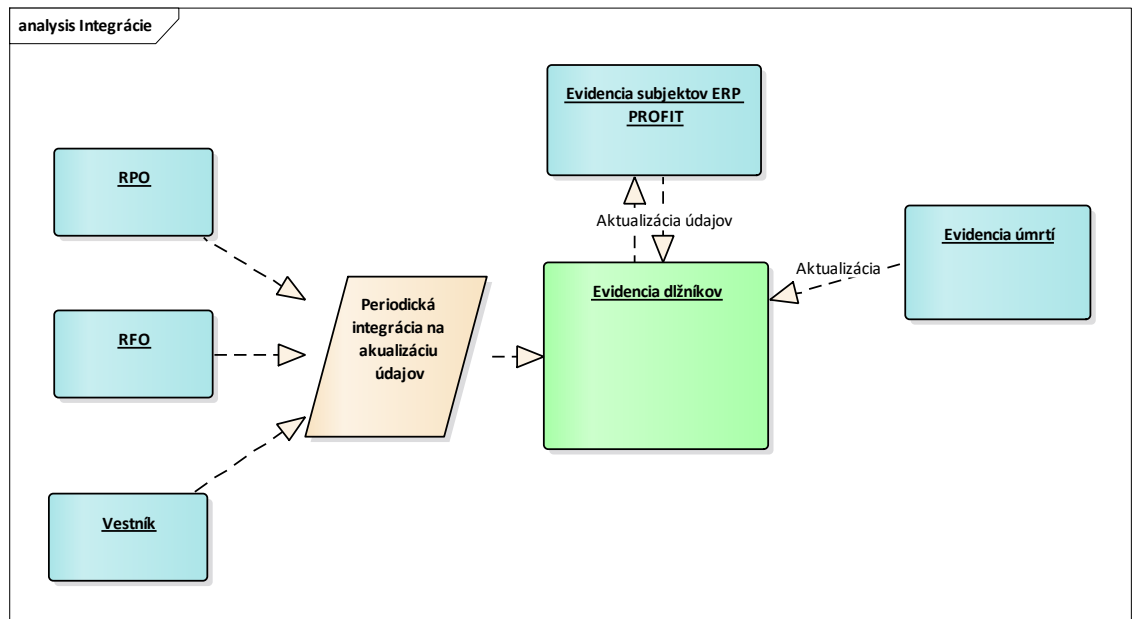 analysis Integrácie
Evidencia subjektov ERP
PROFIT
RPO
Aktualizácia údajov
Evidencia úmrtí
Aktualizácia
Evidencia dlžníkov
Periodická
integrácia na
akualizáciu
údajov
RFO
Vestník